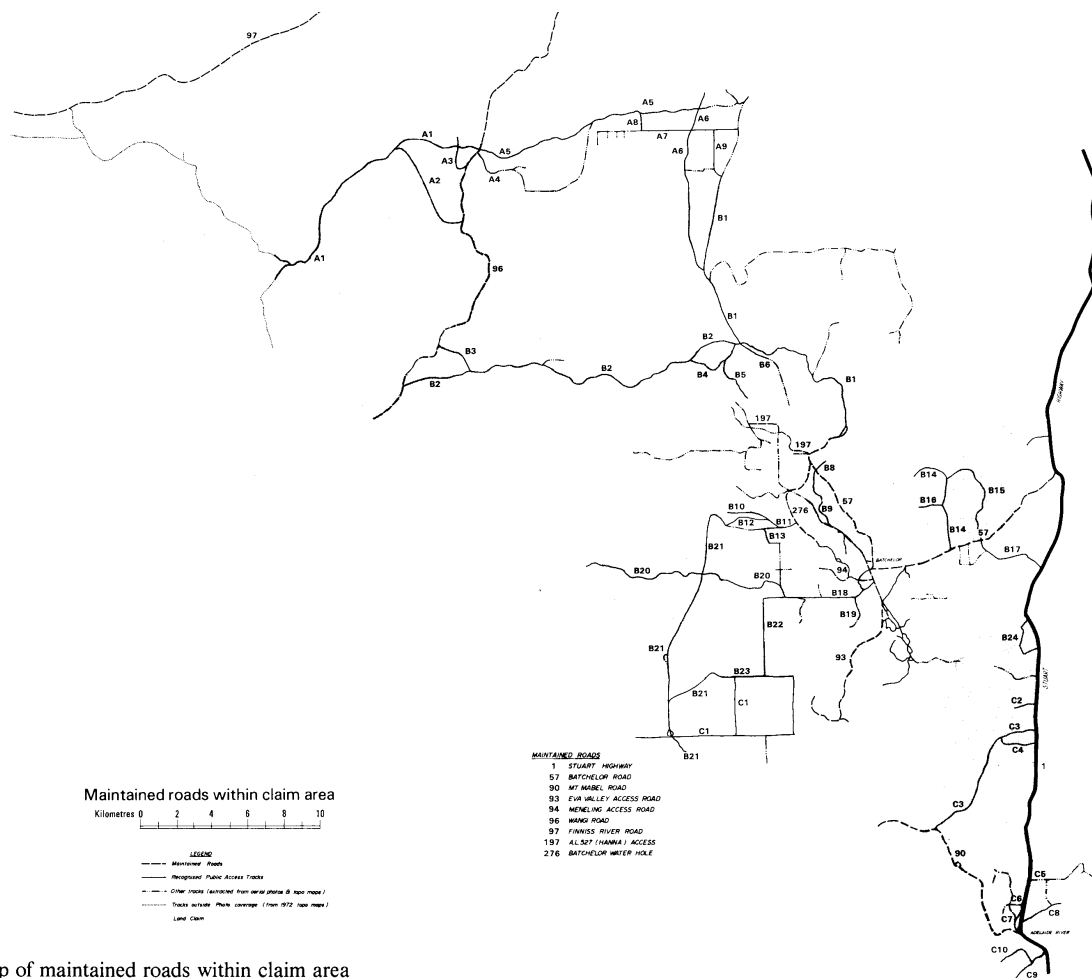 97
A5
A8
A6
A1
A7
A5
A6
A9
A3
A4
A2
B1
A1
96
B1
B2
B3
B2
B6
B4
B5
B2
B1
HIGHWAY
197
197
B8
B14
B15
57
B16
B10
276
B9
B12
B11
B14
57
B13
B21
B17
BATCHELOR
94
B20
B20
B18
B19
B22
B24
B21
93
STUART
B23
B21
C1
C2
C1
C3
C4
B21
1
MAINTAINED ROADS
1 STUART HIGHWAY
57 BATCHELOR ROAD
90 MT MABEL ROAD
93 EVA VALLEY ACCESS ROAD
94 MENELING ACCESS ROAD
96 WANGI ROAD
97 FINNISS RIVER ROAD
197 A.L.527 (HANNA) ACCESS
276 BATCHELOR WATER HOLE
C3
90
C5
C6
C7
C8
ADELAIDE RIVER
C10
C9
Maintained roads within claim area
Kilometres 0 2 4 6 8 10
LEGEND
Maintained Roads
Recognised Public Access Tracks
Other tracks (extracted from aerial photos & topo maps)
Tracks outside Photo coverage (from 1972 topo maps)
Land Claim
p of maintained roads within claim area